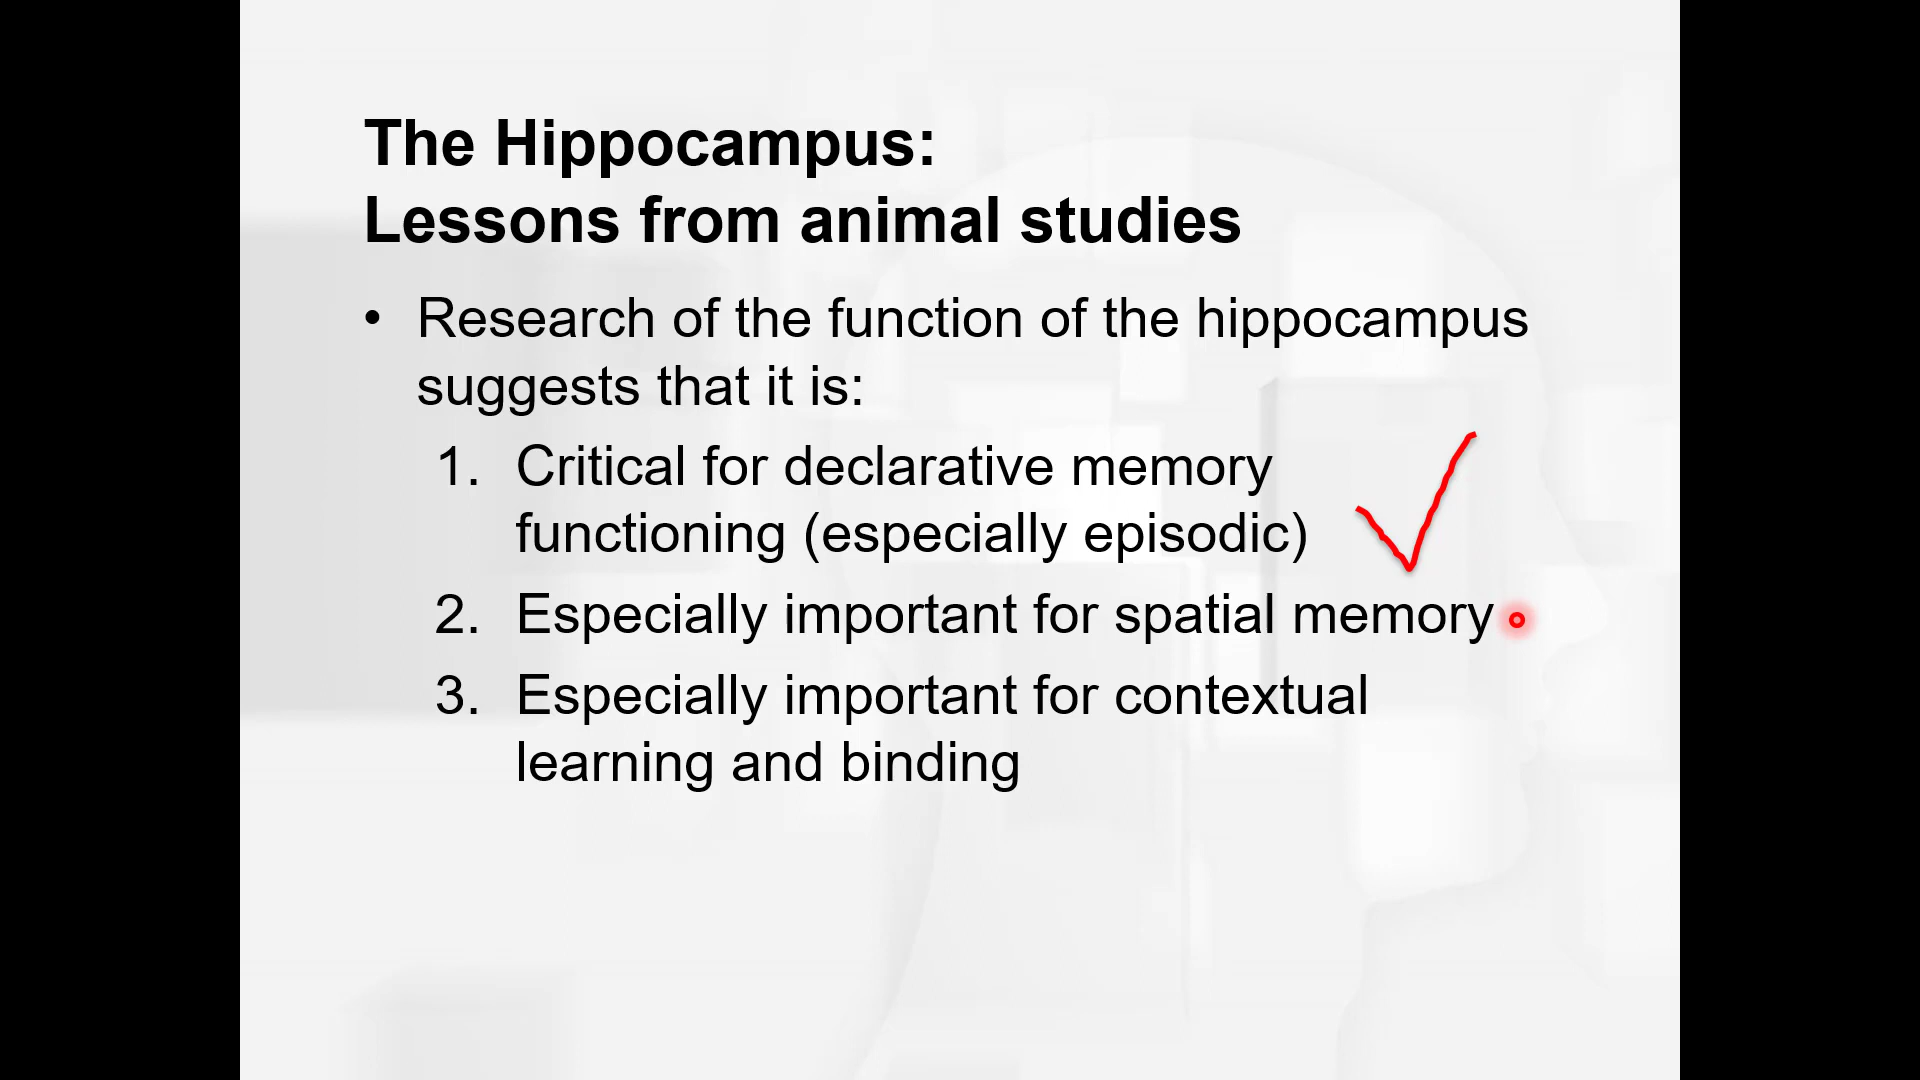 The Hippocampus:
Lessons from animal studies
• Research of the function of the hippocampus
suggests that it is:
1. Critical for declarative memory
functioning (especially episodic)
2. Especially important for spatial memory
3. Especially important for contextual
learning and binding